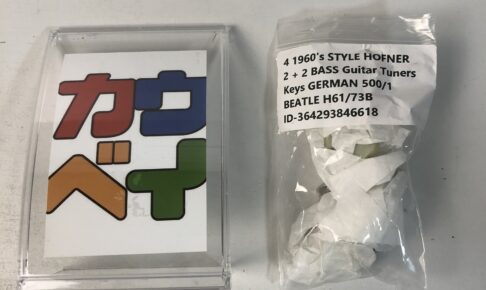 カウ
ベイ
4 1960's STYLE HOFNER
2 + 2 BASS Guitar Tuners
Keys GERMAN 500/1
BEATLE H61/73B
ID-364293846618